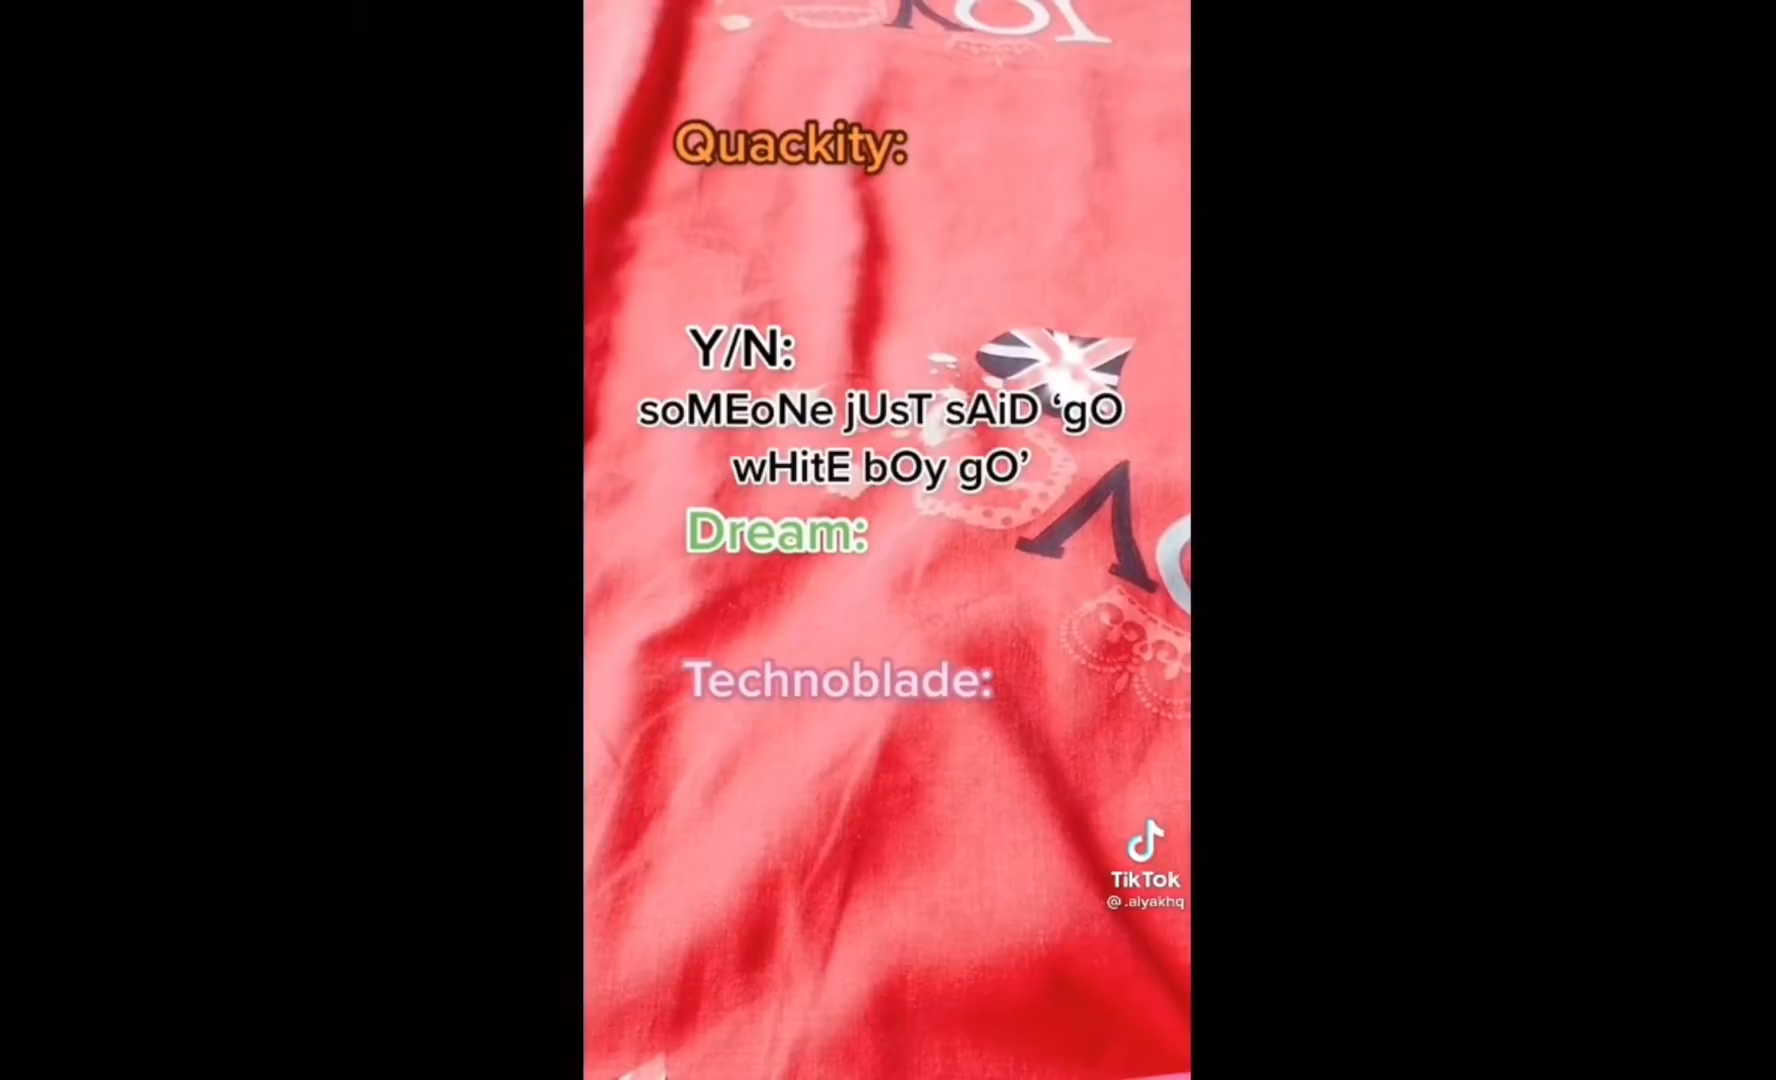 Quackity:
Y/N:
soMEoNe jUsT sAiD ‘gO
wHitE bOy gO’
Dream:
Technoblade:
TikTok
@.alyakhq